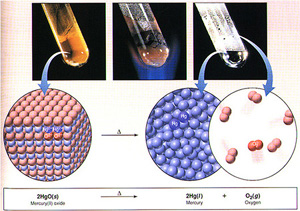 Δ
2HgO(s)
Mercury(II) oxide
Δ
2Hg(l) + O₂(g)
Mercury Oxygen